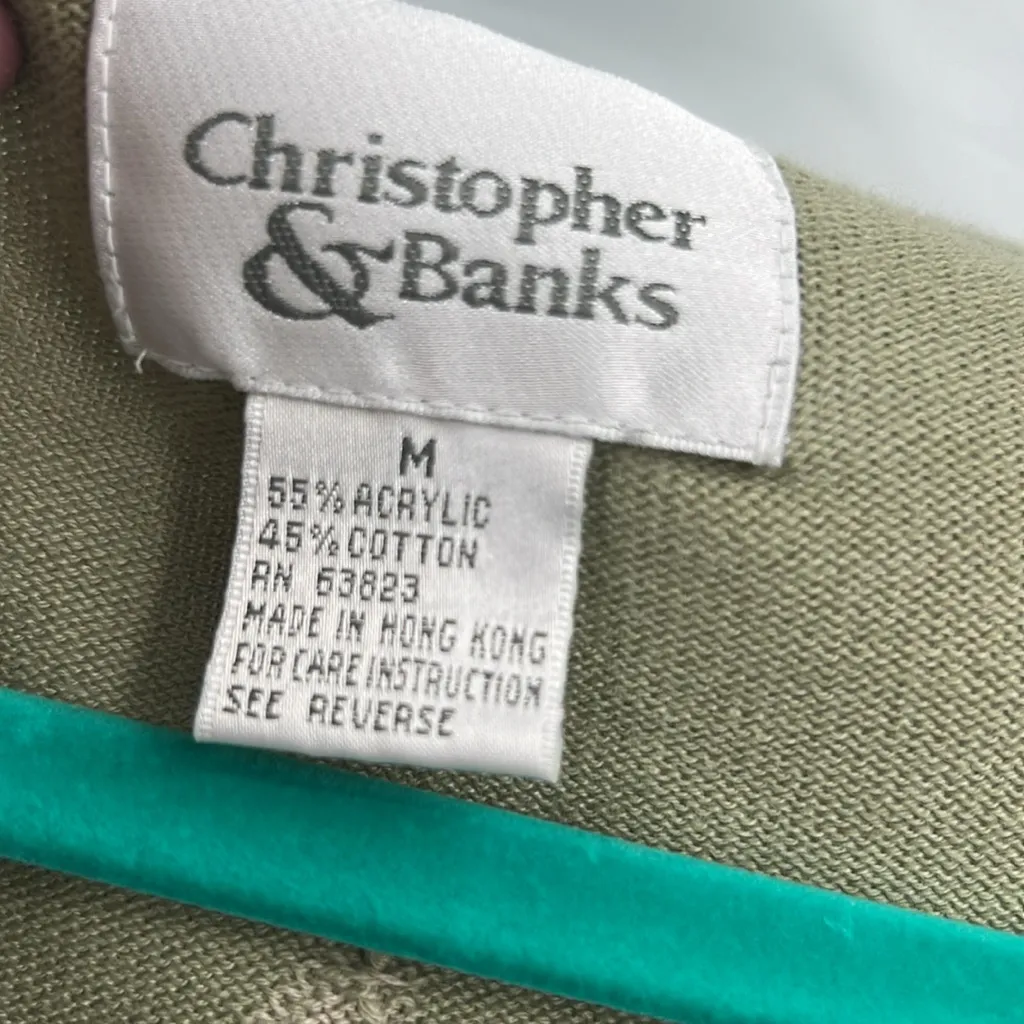 Christopher
& Banks
M
55% ACRYLIC
45% COTTON
RN 63823
MADE IN HONG KONG
FOR CARE INSTRUCTION
SEE REVERSE